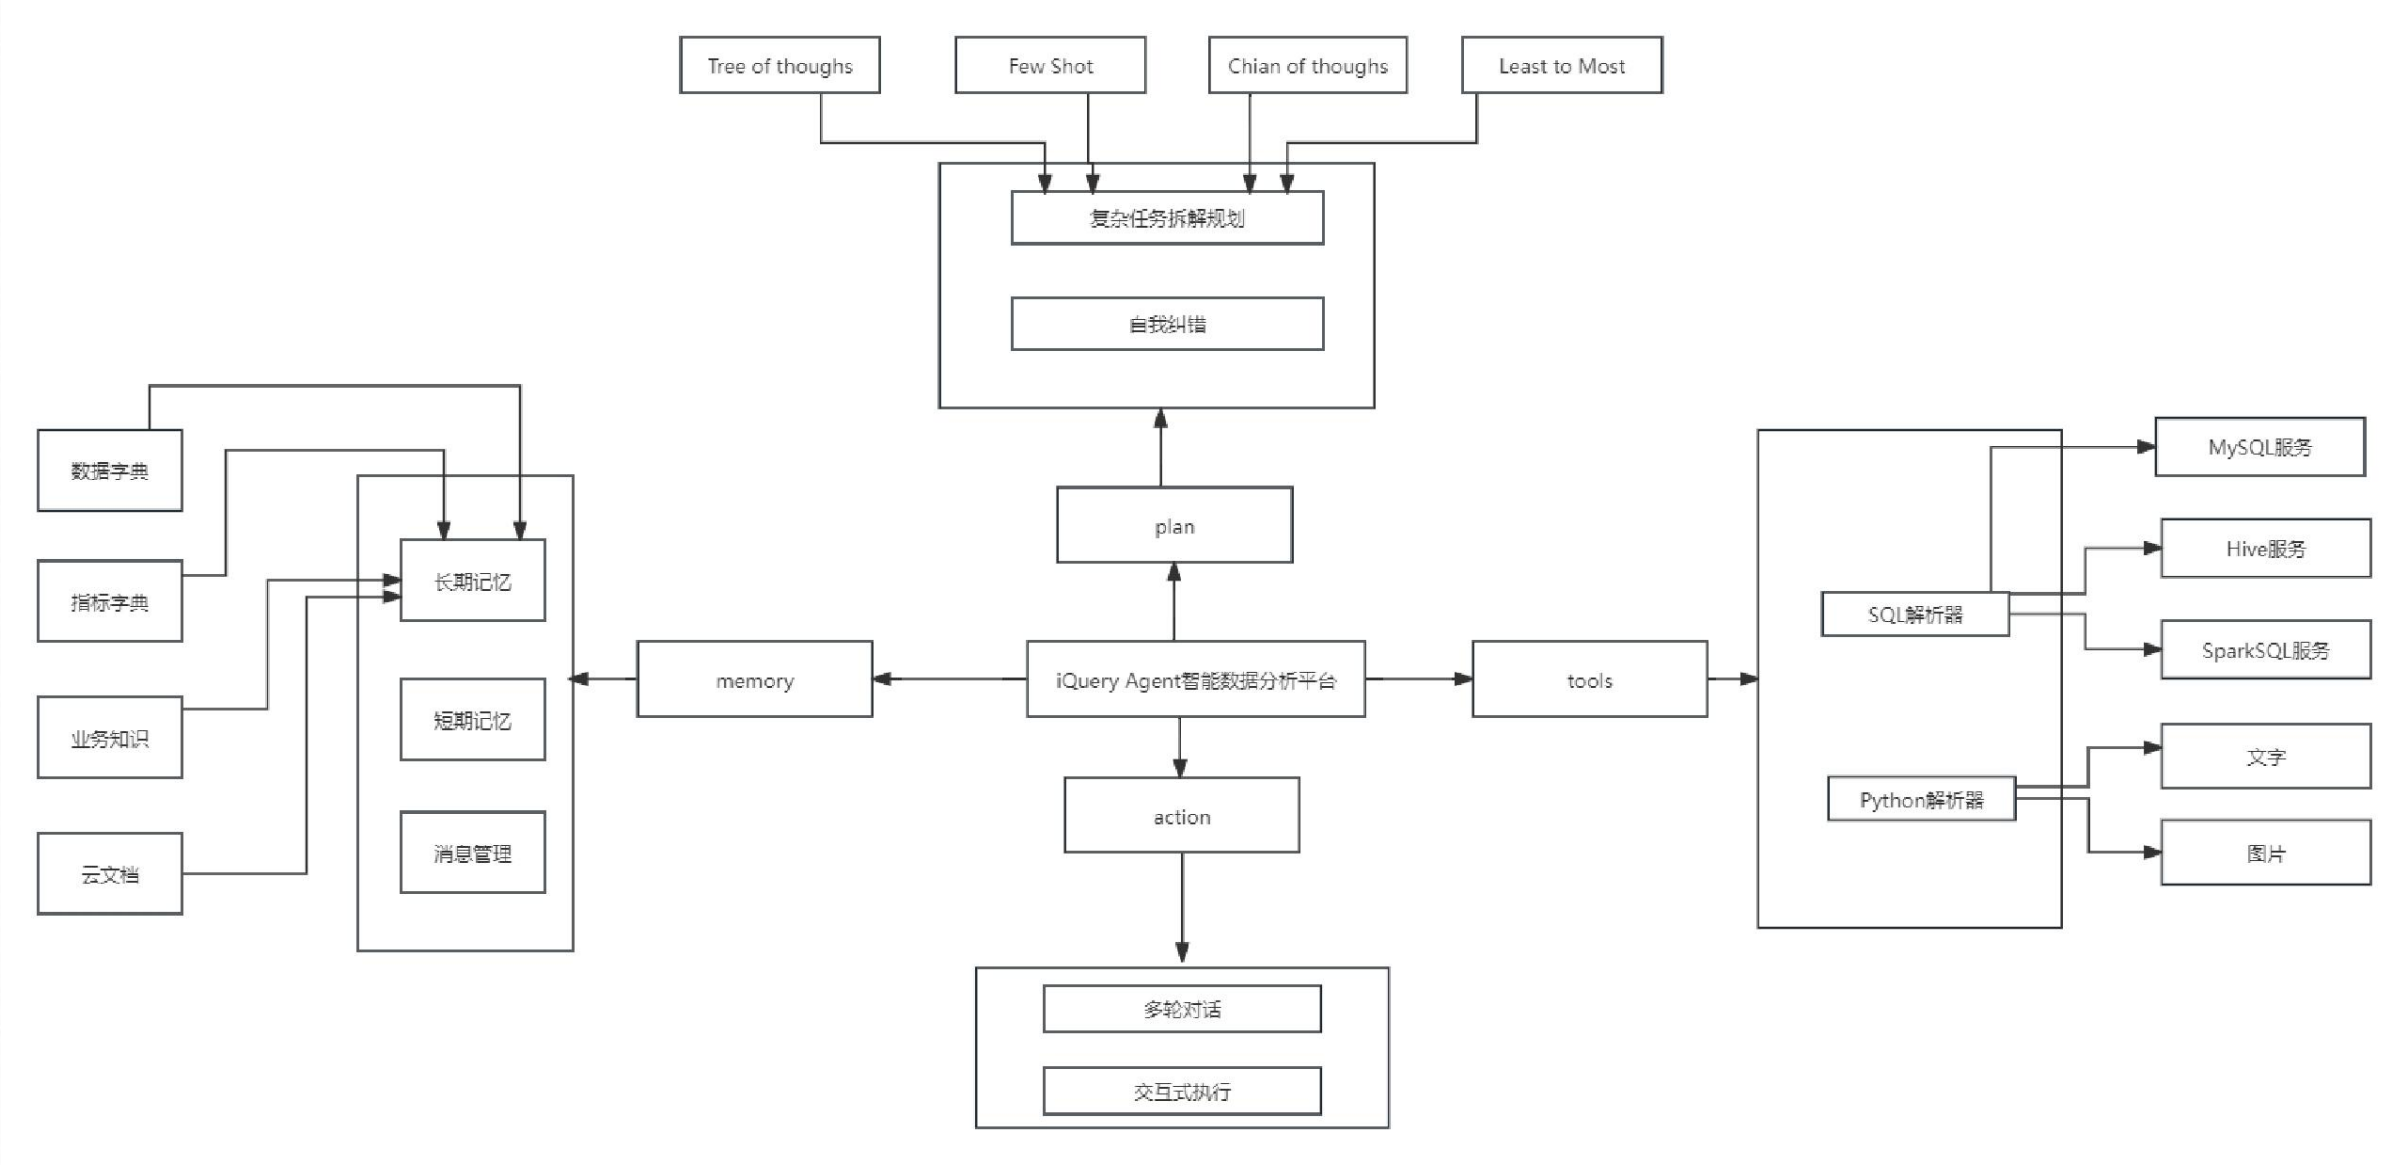 Tree of thoughs
Few Shot
Chian of thoughs
Least to Most
复杂任务拆解规划
自我纠错
plan
数据字典
指标字典
业务知识
云文档
长期记忆
短期记忆
消息管理
memory
iQuery Agent智能数据分析平台
tools
action
多轮对话
交互式执行
SQL解析器
Python解析器
MySQL服务
Hive服务
SparkSQL服务
文字
图片